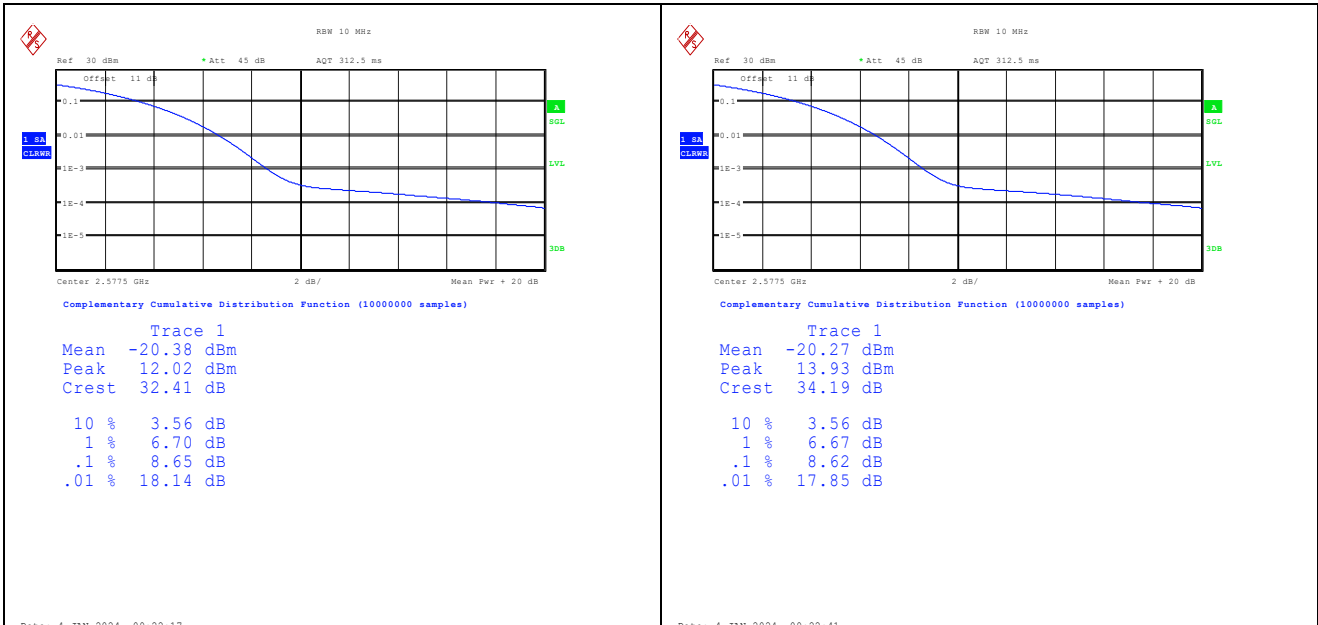 RBW 10 MHz
Ref 30 dBm * Att 45 dB AQT 312.5 ms
Offset 11 dB
0.1
A
SGL
0.01
1 SA
CLRWR
1E-3
LVL
1E-4
1E-5
3DB
Center 2.5775 GHz 2 dB/ Mean Pwr + 20 dB
Complementary Cumulative Distribution Function (10000000 samples)
Trace 1
Mean -20.38 dBm
Peak 12.02 dBm
Crest 32.41 dB
10 % 3.56 dB
1 % 6.70 dB
.1 % 8.65 dB
.01 % 18.14 dB
RBW 10 MHz
Ref 30 dBm * Att 45 dB AQT 312.5 ms
Offset 11 dB
0.1
A
SGL
0.01
1 SA
CLRWR
1E-3
LVL
1E-4
1E-5
3DB
Center 2.5775 GHz 2 dB/ Mean Pwr + 20 dB
Complementary Cumulative Distribution Function (10000000 samples)
Trace 1
Mean -20.27 dBm
Peak 13.93 dBm
Crest 34.19 dB
10 % 3.56 dB
1 % 6.67 dB
.1 % 8.62 dB
.01 % 17.85 dB